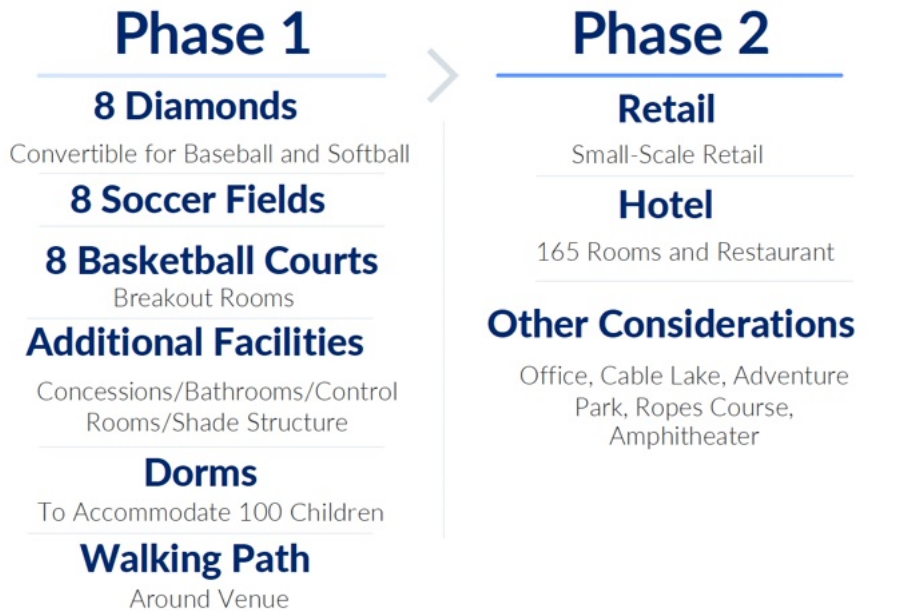 Phase 1
8 Diamonds
Convertible for Baseball and Softball
8 Soccer Fields
8 Basketball Courts
Breakout Rooms
Additional Facilities
Concessions/Bathrooms/Control
Rooms/Shade Structure
Dorms
To Accommodate 100 Children
Walking Path
Around Venue
Phase 2
Retail
Small-Scale Retail
Hotel
165 Rooms and Restaurant
Other Considerations
Office, Cable Lake, Adventure
Park, Ropes Course,
Amphitheater